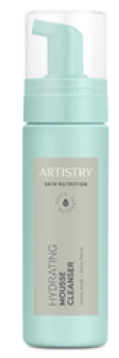 ARTISTRY
SKIN NUTRITION
HYDRATING
MOUSSE
CLEANSER